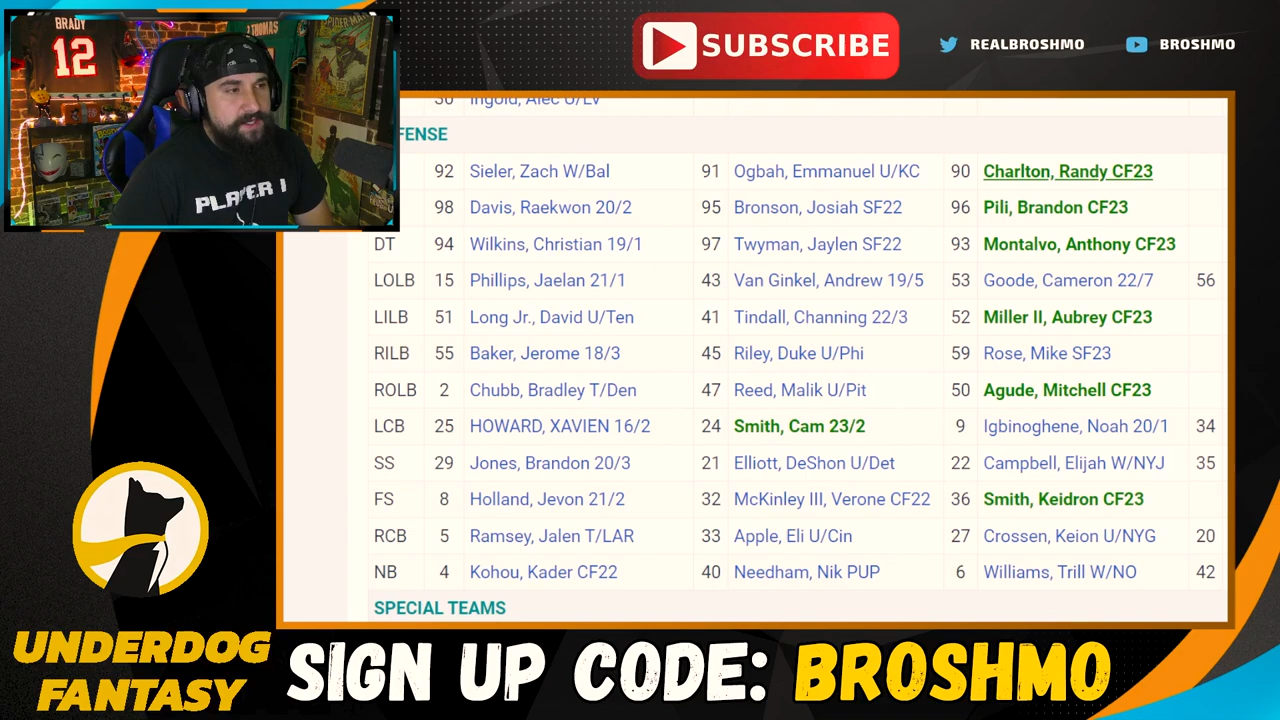 BRADY
12
THOMAS
SPIDER-MAN
PLAYER 1
SUBSCRIBE
REALBROSHMO
BROSHMO
30 Ingold, Alec U/LV
FENSE
92 Sieler, Zach W/Bal 91 Ogbah, Emmanuel U/KC 90 Charlton, Randy CF23
98 Davis, Raekwon 20/2 95 Bronson, Josiah SF22 96 Pili, Brandon CF23
DT 94 Wilkins, Christian 19/1 97 Twyman, Jaylen SF22 93 Montalvo, Anthony CF23
LOLB 15 Phillips, Jaelan 21/1 43 Van Ginkel, Andrew 19/5 53 Goode, Cameron 22/7 56
LILB 51 Long Jr., David U/Ten 41 Tindall, Channing 22/3 52 Miller II, Aubrey CF23
RILB 55 Baker, Jerome 18/3 45 Riley, Duke U/Phi 59 Rose, Mike SF23
ROLB 2 Chubb, Bradley T/Den 47 Reed, Malik U/Pit 50 Agude, Mitchell CF23
LCB 25 HOWARD, XAVIEN 16/2 24 Smith, Cam 23/2 9 Igbinoghene, Noah 20/1 34
SS 29 Jones, Brandon 20/3 21 Elliott, DeShon U/Det 22 Campbell, Elijah W/NYJ 35
FS 8 Holland, Jevon 21/2 32 McKinley III, Verone CF22 36 Smith, Keidron CF23
RCB 5 Ramsey, Jalen T/LAR 33 Apple, Eli U/Cin 27 Crossen, Keion U/NYG 20
NB 4 Kohou, Kader CF22 40 Needham, Nik PUP 6 Williams, Trill W/NO 42
SPECIAL TEAMS
UNDERDOG
FANTASY
SIGN UP CODE: BROSHMO